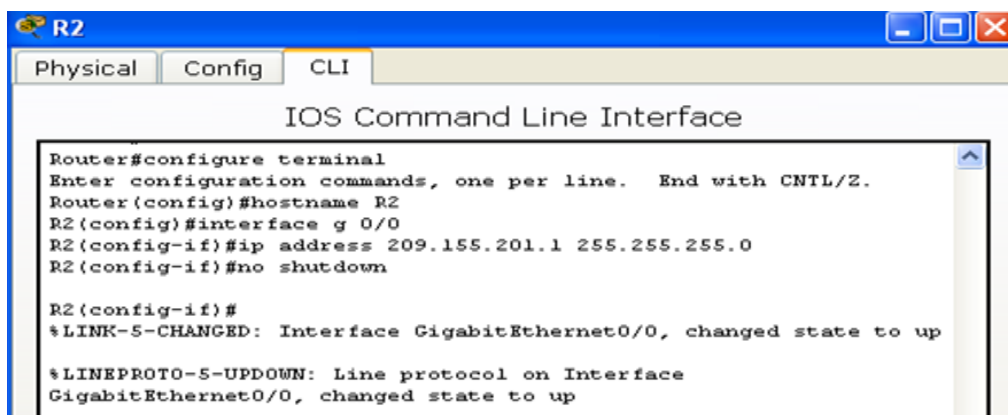 R2
Physical Config CLI
IOS Command Line Interface
Router#configure terminal
Enter configuration commands, one per line. End with CNTL/Z.
Router(config)#hostname R2
R2(config)#interface g 0/0
R2(config-if)#ip address 209.155.201.1 255.255.255.0
R2(config-if)#no shutdown
R2(config-if)#
%LINK-5-CHANGED: Interface GigabitEthernet0/0, changed state to up
%LINEPROTO-5-UPDOWN: Line protocol on Interface
GigabitEthernet0/0, changed state to up